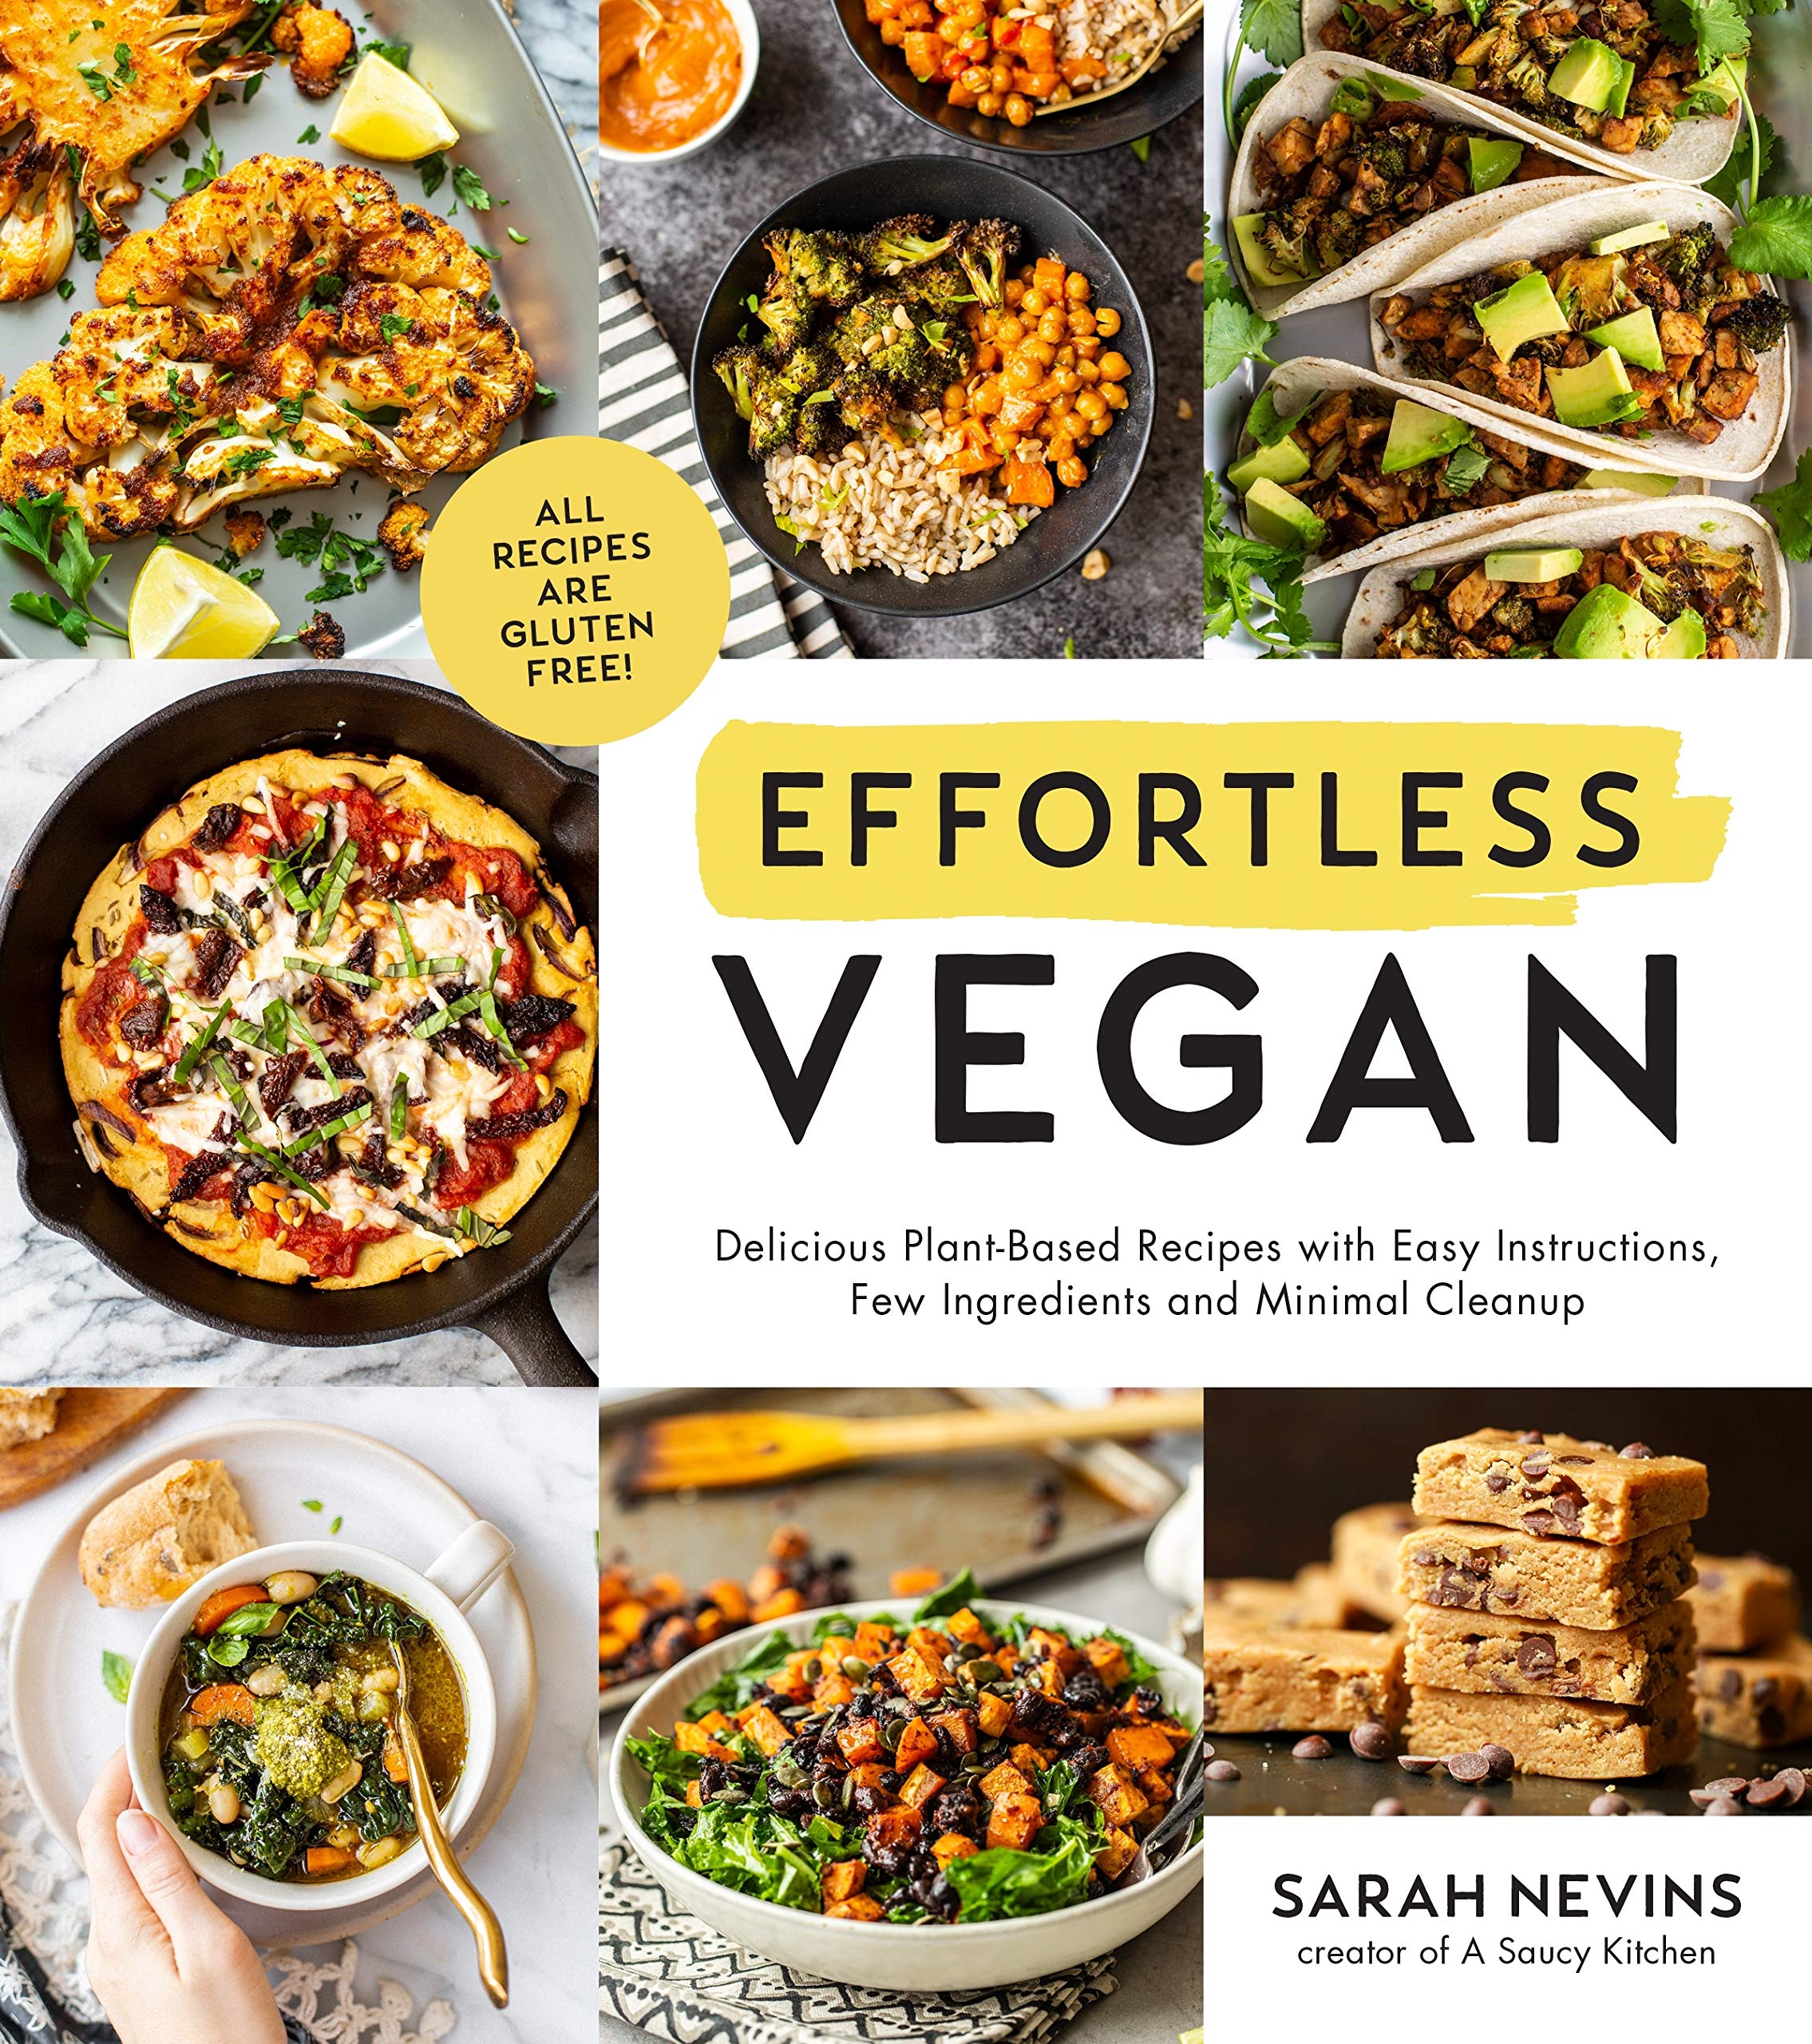 ALL
RECIPES
ARE
GLUTEN
FREE!
EFFORTLESS
VEGAN
Delicious Plant-Based Recipes with Easy Instructions,
Few Ingredients and Minimal Cleanup
SARAH NEVINS
creator of A Saucy Kitchen